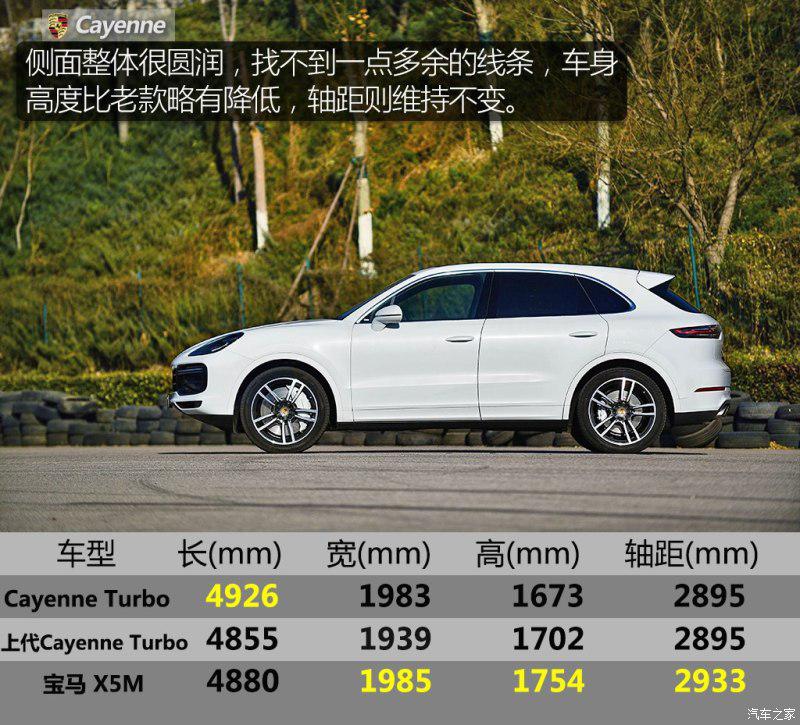 Cayenne
侧面整体很圆润，找不到一点多余的线条，车身
高度比老款略有降低，轴距则维持不变。
车型 长(mm) 宽(mm) 高(mm) 轴距(mm)
Cayenne Turbo 4926 1983 1673 2895
上代Cayenne Turbo 4855 1939 1702 2895
宝马 X5M 4880 1985 1754 2933
汽车之家